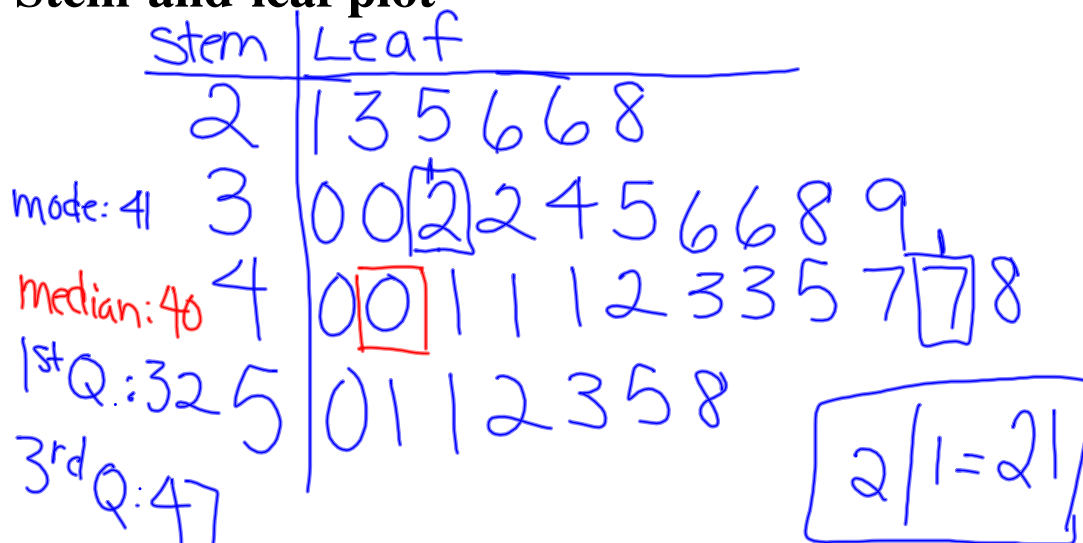 Stem-and-leaf plot
Stem Leaf
2 1 3 5 6 6 8
mode: 41 3 0 0 2 2 4 5 6 6 8 9
median: 40 4 0 0 1 1 1 2 3 3 5 7 7 8
1st Q.: 32 5 0 1 1 2 3 5 8
3rd Q: 47
2 | 1 = 21